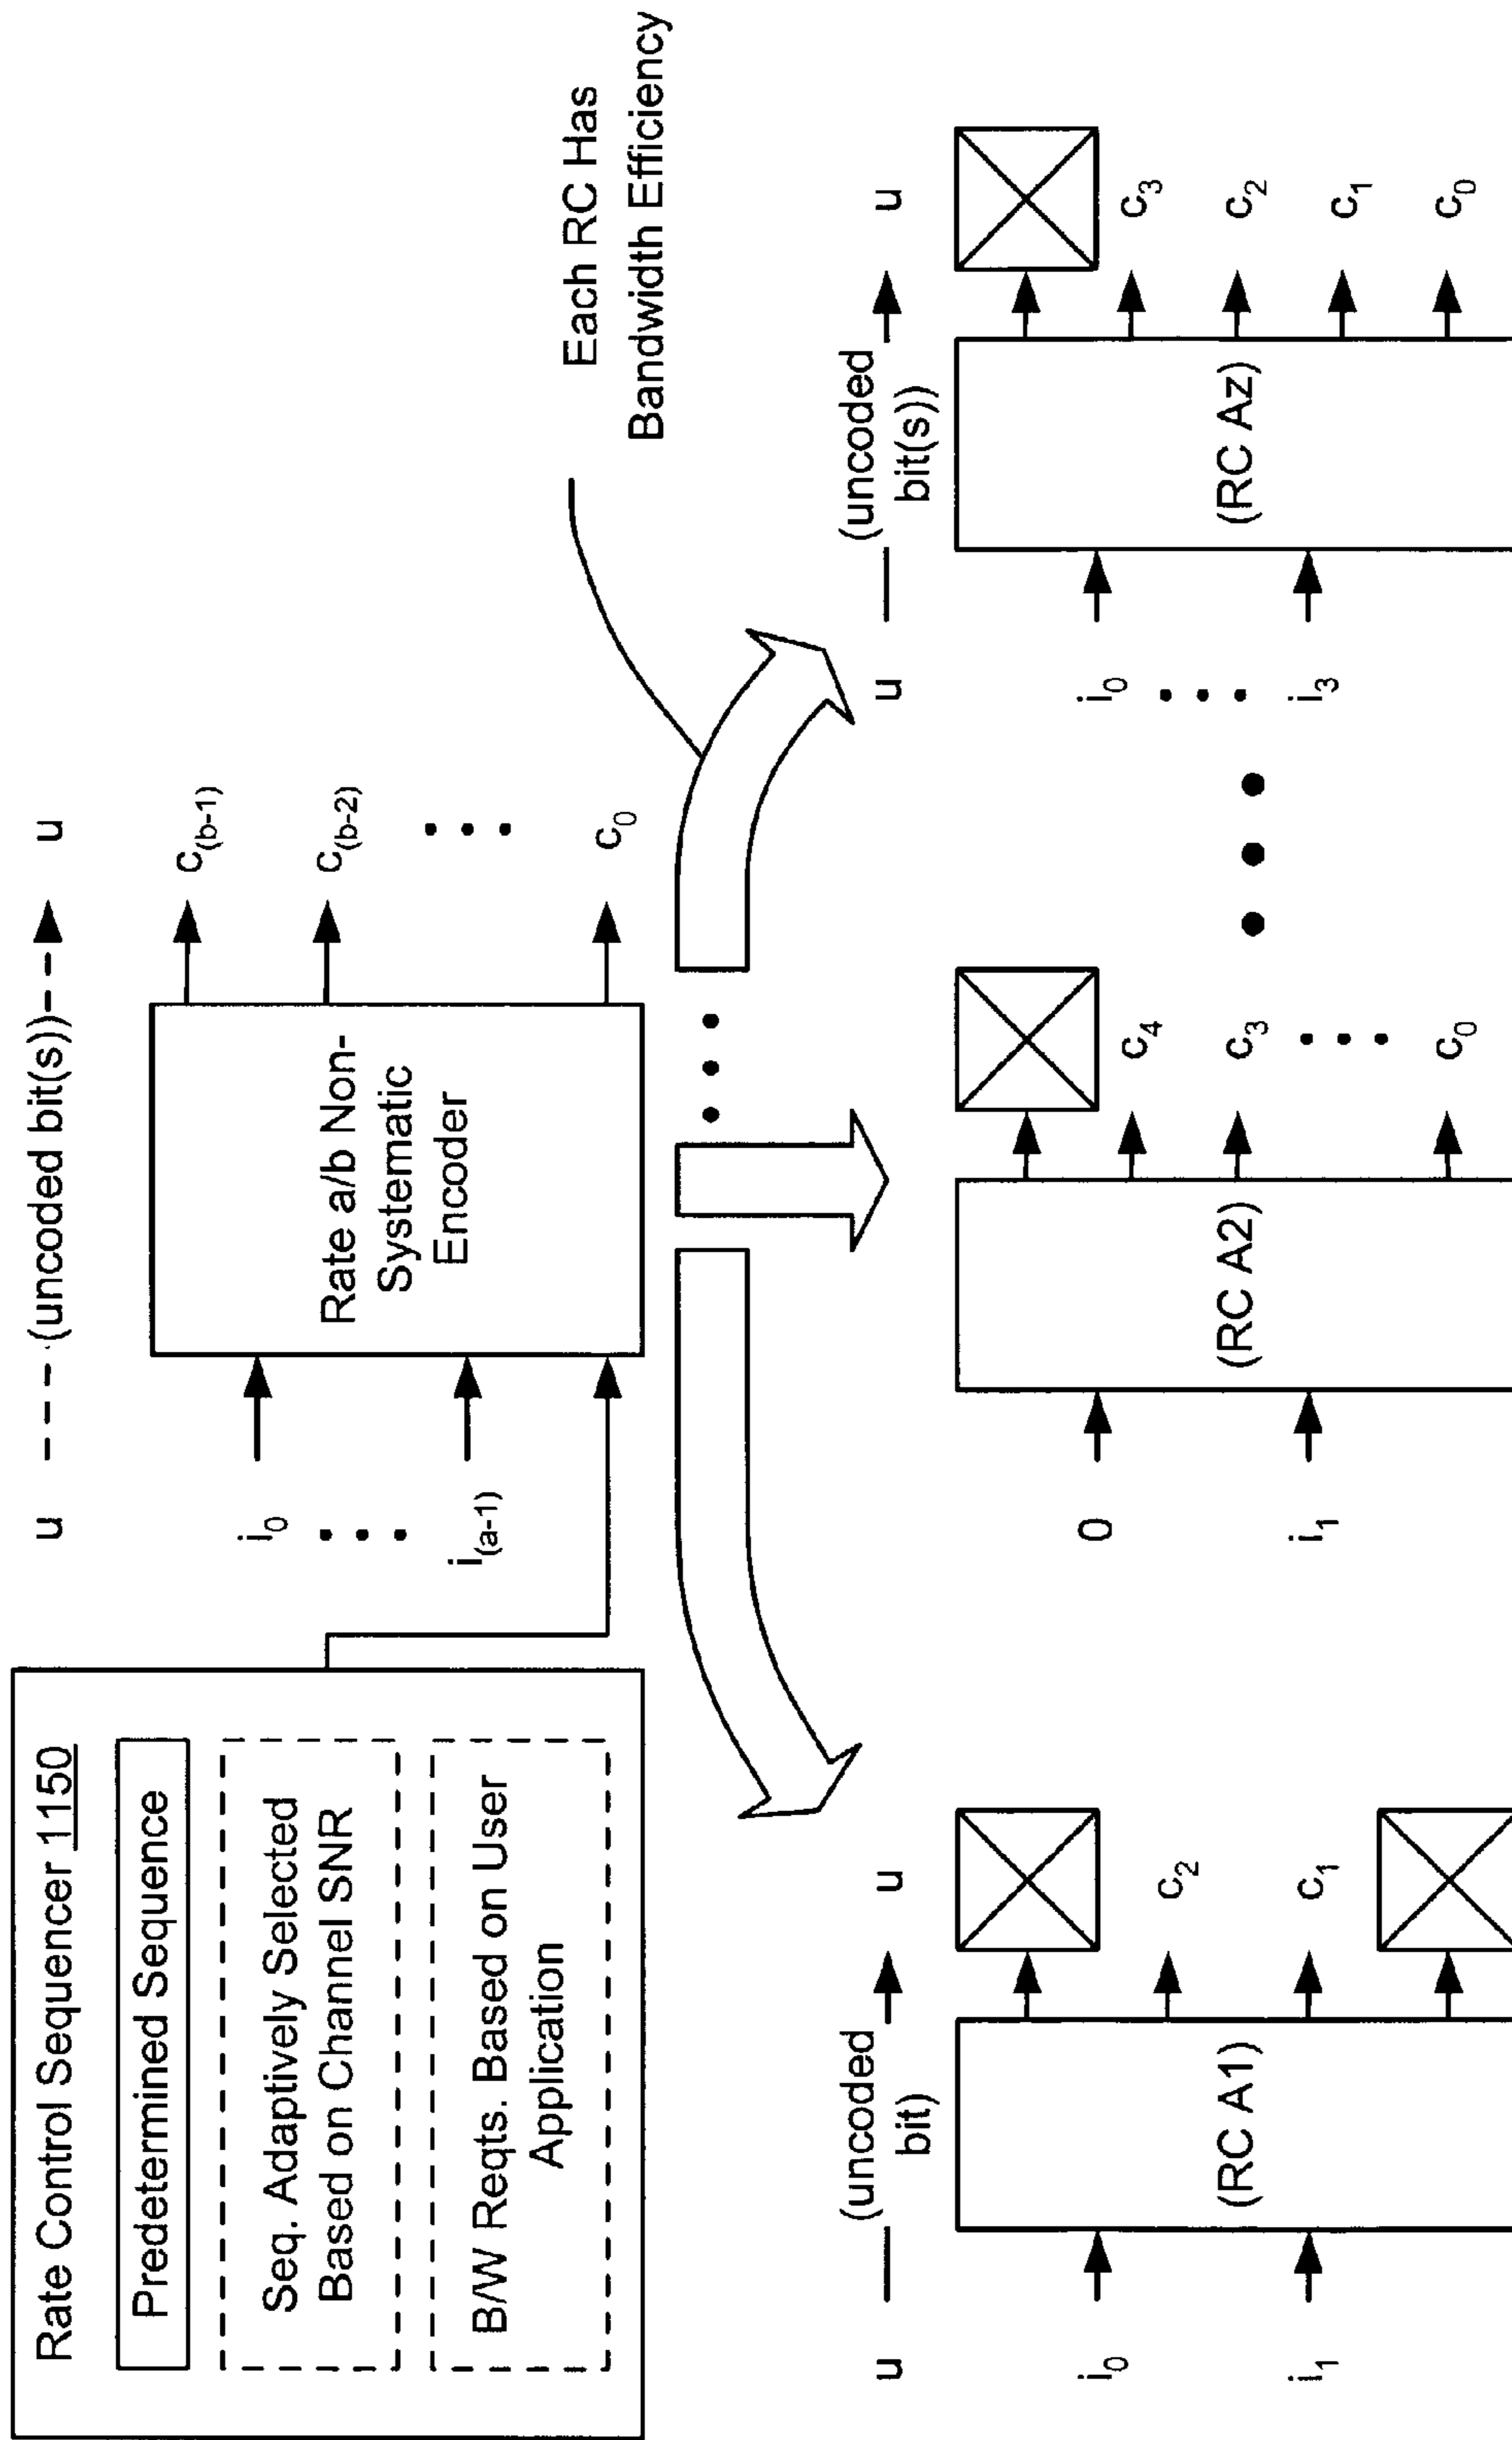 Rate Control Sequencer 1150
Predetermined Sequence
Seq. Adaptively Selected
Based on Channel SNR
B/W Reqts. Based on User
Application
u (uncoded bit(s)) u
i0
i(a-1)
Rate a/b Non-
Systematic
Encoder
c(b-1)
c(b-2)
c0
Each RC Has
Bandwidth Efficiency
u (uncoded
bit) u
i0
i1
(RC A1)
c2
c1
0
i1
(RC A2)
c4
c3
c0
u (uncoded
bit(s)) u
i0
i3
(RC Az)
c3
c2
c1
c0